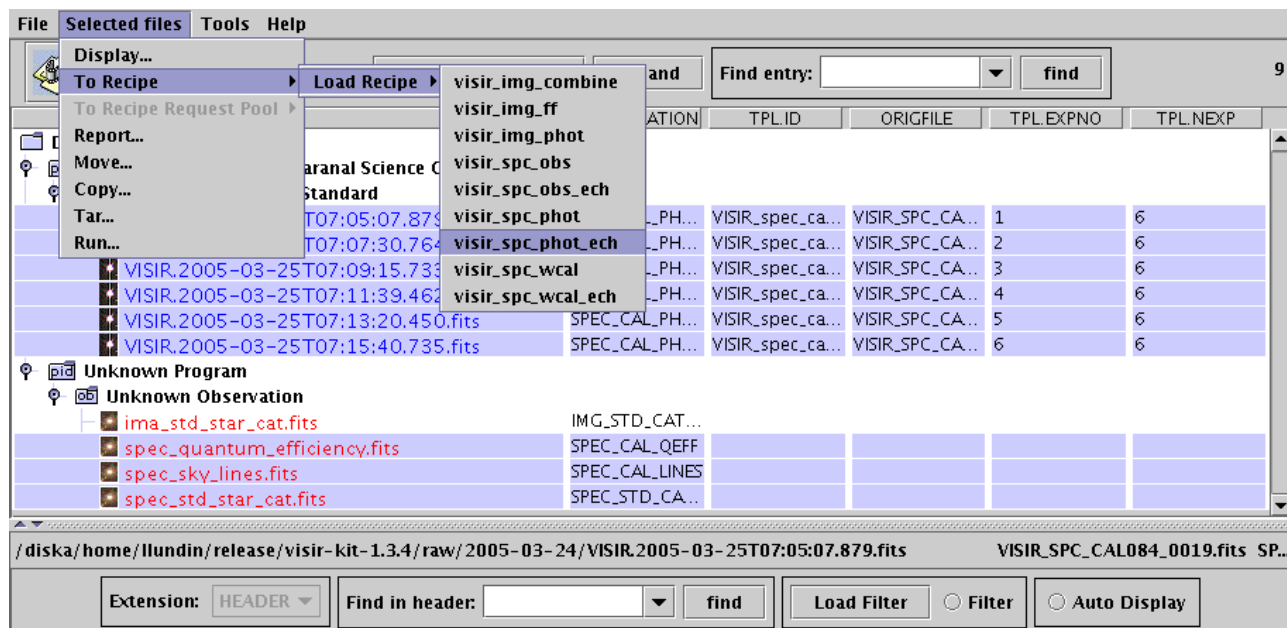 File Selected files Tools Help
Display...
To Recipe
To Recipe Request Pool
Report...
Move...
Copy...
Tar...
Run...
Load Recipe
visir_img_combine
visir_img_ff
visir_img_phot
visir_spc_obs
visir_spc_obs_ech
visir_spc_phot
visir_spc_phot_ech
visir_spc_wcal
visir_spc_wcal_ech
and Find entry: find 9
ATION TPL.ID ORIGFILE TPL.EXPNO TPL.NEXP
aranal Science C
Standard
T07:05:07.879 _PH... VISIR_spec_ca... VISIR_SPC_CA... 1 6
T07:07:30.764 _PH... VISIR_spec_ca... VISIR_SPC_CA... 2 6
VISIR.2005-03-25T07:09:15.733 _PH... VISIR_spec_ca... VISIR_SPC_CA... 3 6
VISIR.2005-03-25T07:11:39.462 _PH... VISIR_spec_ca... VISIR_SPC_CA... 4 6
VISIR.2005-03-25T07:13:20.450.fits SPEC_CAL_PH... VISIR_spec_ca... VISIR_SPC_CA... 5 6
VISIR.2005-03-25T07:15:40.735.fits SPEC_CAL_PH... VISIR_spec_ca... VISIR_SPC_CA... 6 6
pid Unknown Program
ob Unknown Observation
ima_std_star_cat.fits IMG_STD_CAT...
spec_quantum_efficiency.fits SPEC_CAL_QEFF
spec_sky_lines.fits SPEC_CAL_LINES
spec_std_star_cat.fits SPEC_STD_CA...
/diska/home/llundin/release/visir-kit-1.3.4/raw/2005-03-24/VISIR.2005-03-25T07:05:07.879.fits VISIR_SPC_CAL084_0019.fits SP...
Extension: HEADER Find in header: find Load Filter Filter Auto Display